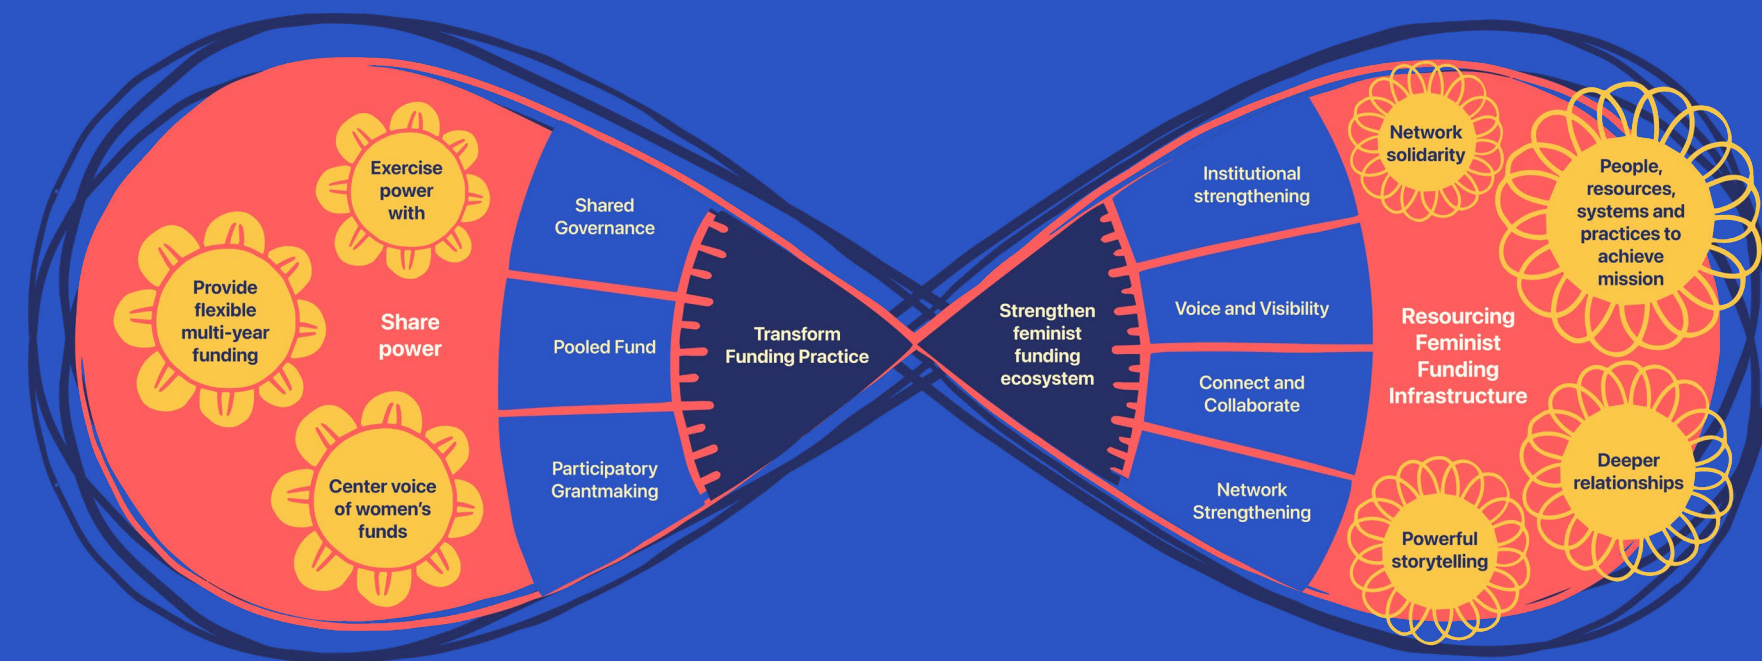 Exercise
power
with
Provide
flexible
multi-year
funding
Share
power
Center voice
of women's
funds
Shared
Governance
Pooled Fund
Participatory
Grantmaking
Transform
Funding Practice
Strengthen
feminist
funding
ecosystem
Institutional
strengthening
Voice and Visibility
Connect and
Collaborate
Network
Strengthening
Resourcing
Feminist
Funding
Infrastructure
Network
solidarity
People,
resources,
systems and
practices to
achieve
mission
Deeper
relationships
Powerful
storytelling